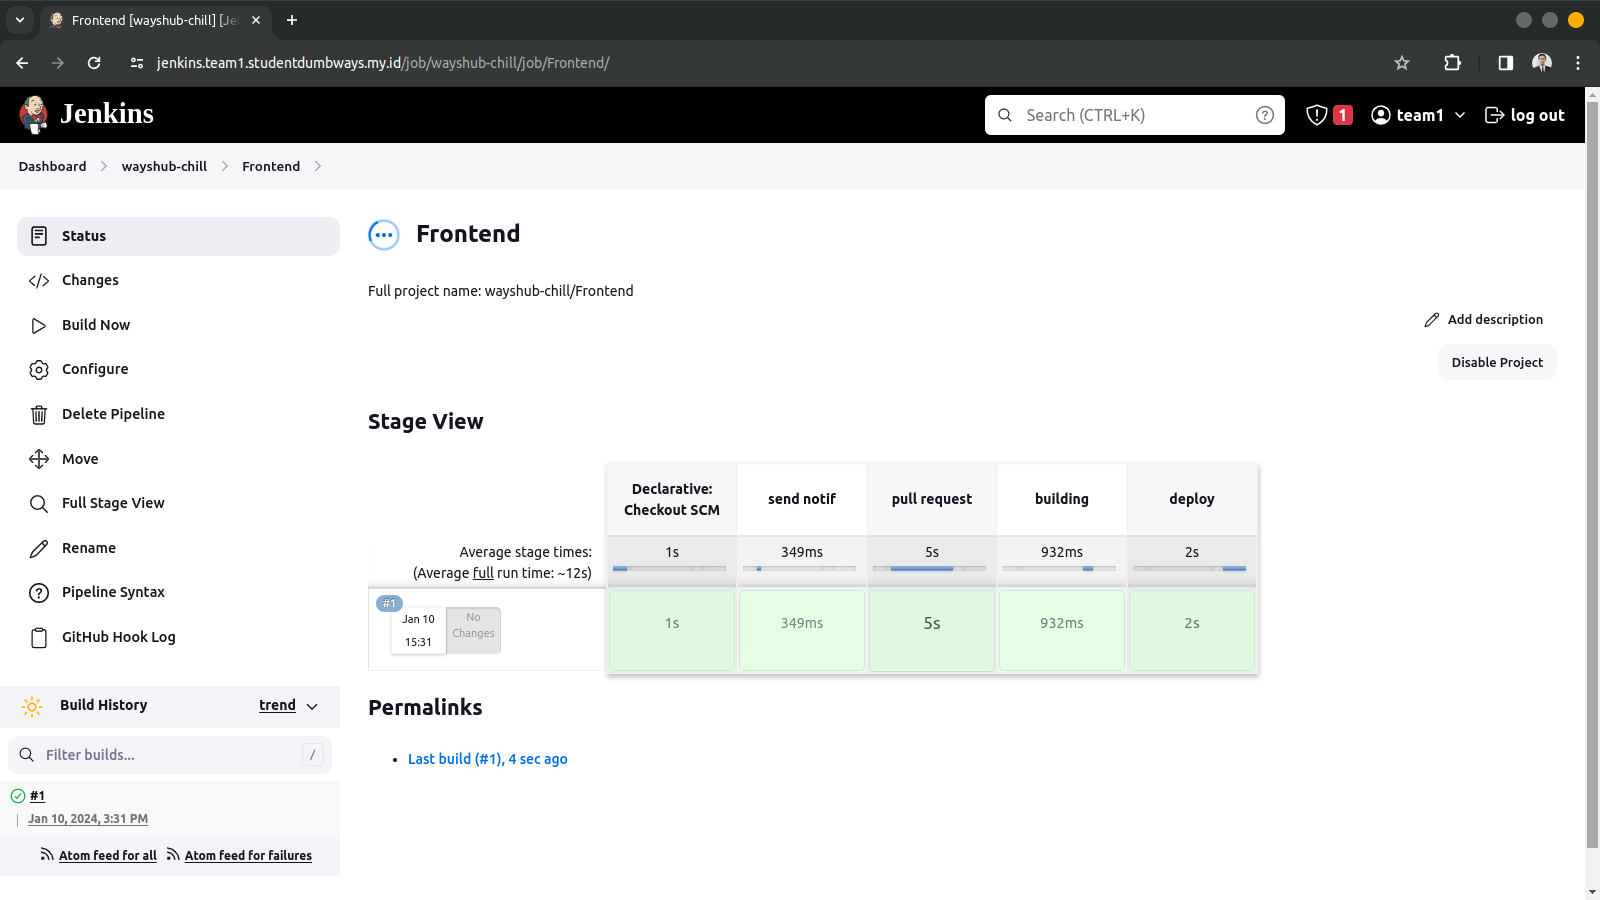 Frontend [wayshub-chill] [Je
jenkins.team1.studentdumbways.my.id/job/wayshub-chill/job/Frontend/
Jenkins
Search (CTRL+K)
?
1
team1
log out
Dashboard
wayshub-chill
Frontend
Status
Changes
Build Now
Configure
Delete Pipeline
Move
Full Stage View
Rename
Pipeline Syntax
GitHub Hook Log
Build History
trend
Filter builds...
/
#1
Jan 10, 2024, 3:31 PM
Atom feed for all
Atom feed for failures
Frontend
Full project name: wayshub-chill/Frontend
Add description
Disable Project
Stage View
Declarative:
Checkout SCM
send notif
pull request
building
deploy
Average stage times:
(Average full run time: ~12s)
1s
349ms
5s
932ms
2s
#1
Jan 10
15:31
No
Changes
1s
349ms
5s
932ms
2s
Permalinks
Last build (#1), 4 sec ago